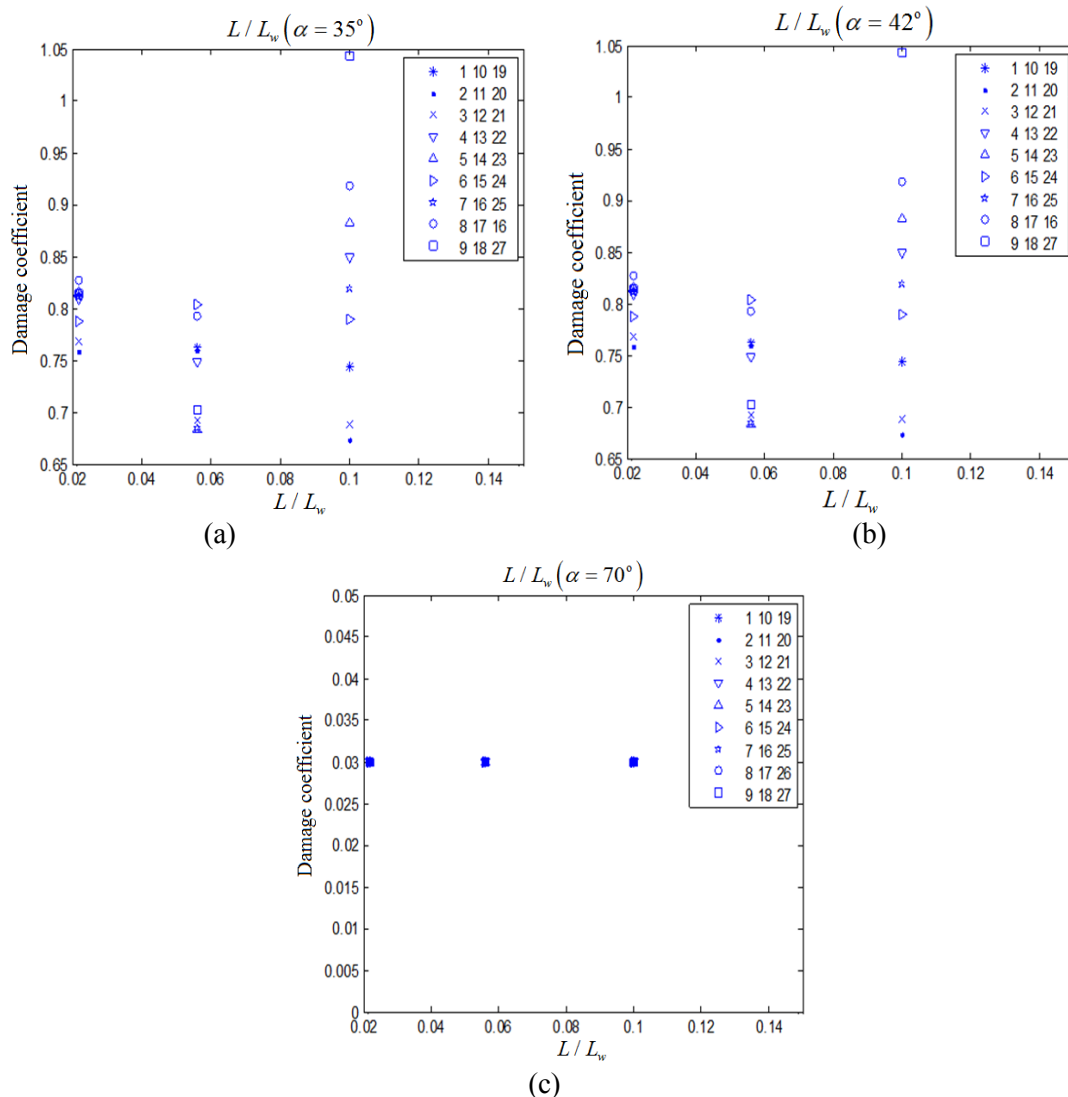 L / L_w (α = 35°)
1.05
1
0.95
0.9
0.85
0.8
0.75
0.7
0.65
Damage coefficient
1 10 19
2 11 20
3 12 21
4 13 22
5 14 23
6 15 24
7 16 25
8 17 16
9 18 27
0.02 0.04 0.06 0.08 0.1 0.12 0.14
L / L_w
(a)
L / L_w (α = 42°)
1.05
1
0.95
0.9
0.85
0.8
0.75
0.7
0.65
Damage coefficient
1 10 19
2 11 20
3 12 21
4 13 22
5 14 23
6 15 24
7 16 25
8 17 16
9 18 27
0.02 0.04 0.06 0.08 0.1 0.12 0.14
L / L_w
(b)
L / L_w (α = 70°)
0.05
0.045
0.04
0.035
0.03
0.025
0.02
0.015
0.01
0.005
0
Damage coefficient
1 10 19
2 11 20
3 12 21
4 13 22
5 14 23
6 15 24
7 16 25
8 17 26
9 18 27
0.02 0.04 0.06 0.08 0.1 0.12 0.14
L / L_w
(c)